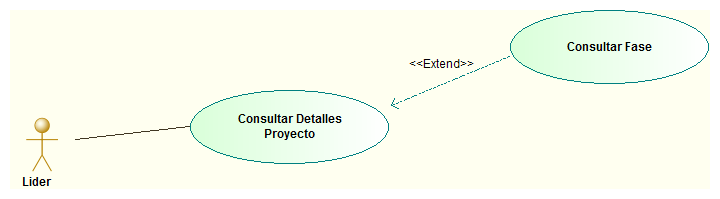 Consultar Fase
<<Extend>>
Consultar Detalles
Proyecto
Lider